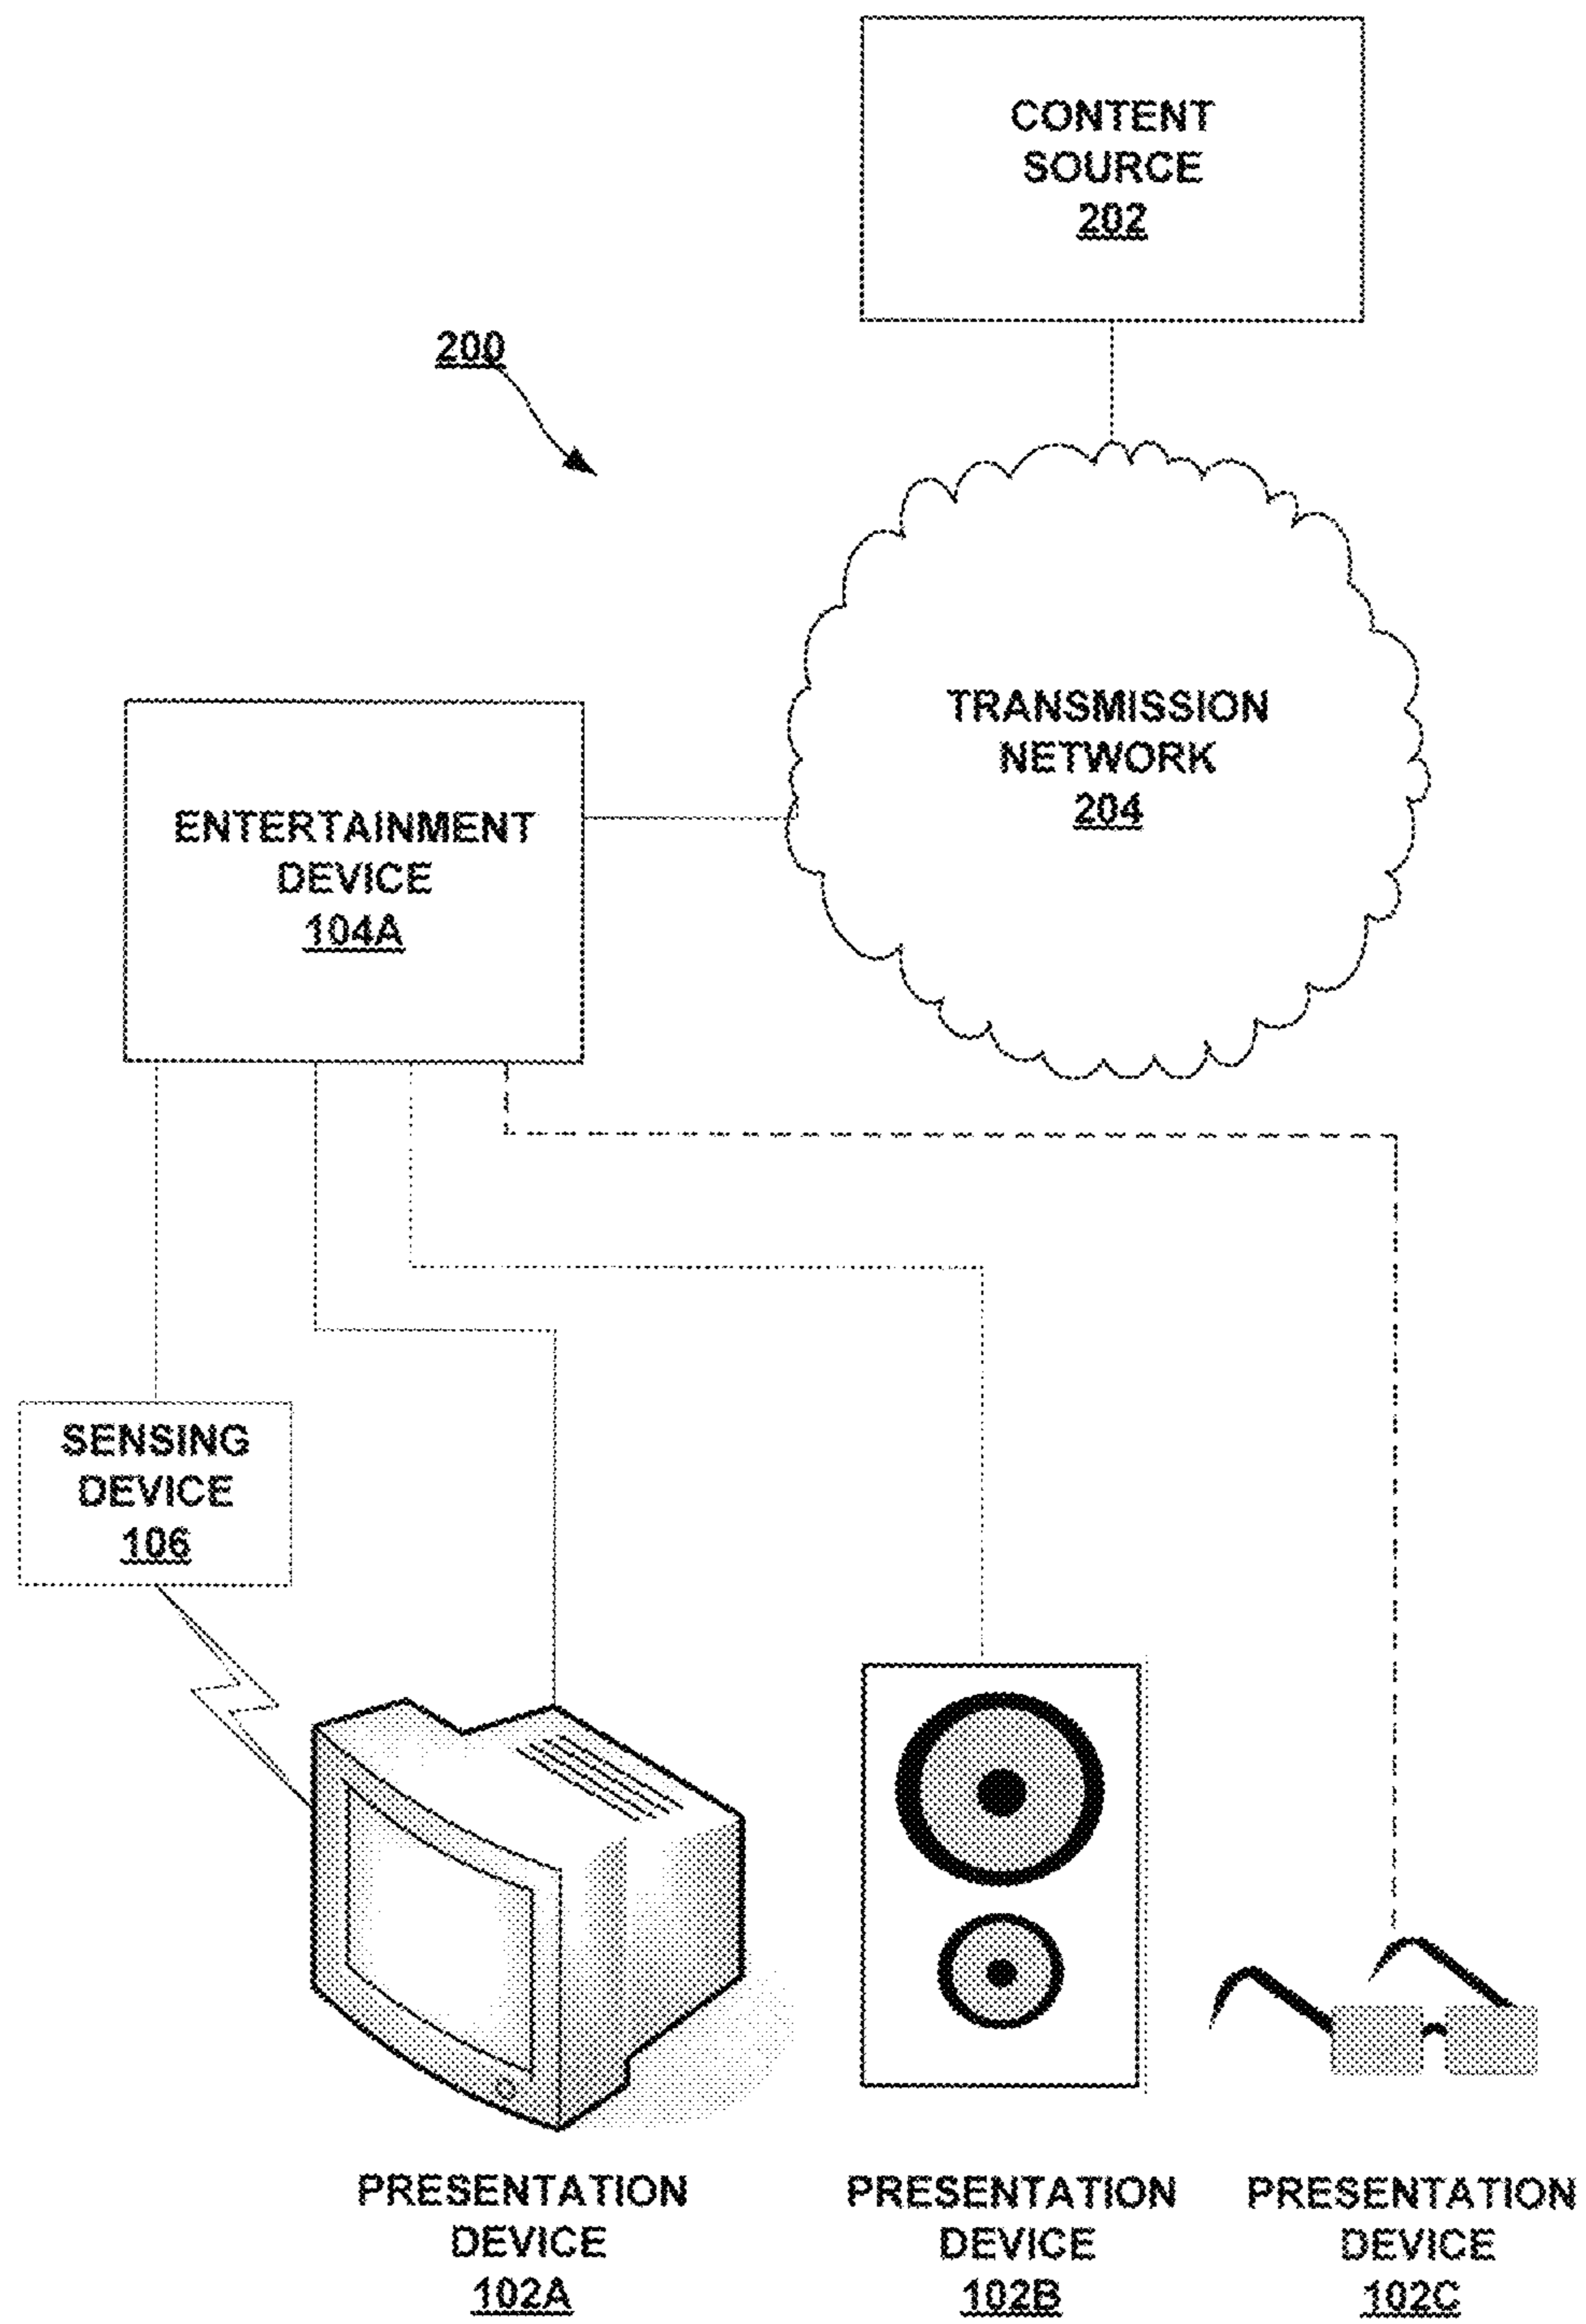 CONTENT
SOURCE
202
200
TRANSMISSION
NETWORK
204
ENTERTAINMENT
DEVICE
104A
SENSING
DEVICE
106
PRESENTATION
DEVICE
102A
PRESENTATION
DEVICE
102B
PRESENTATION
DEVICE
102C